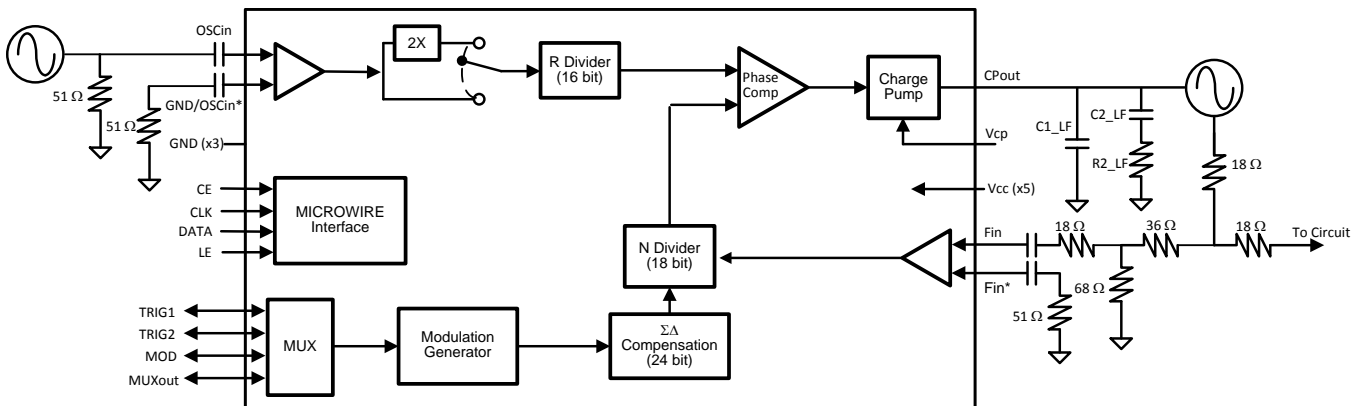 OSCin
2X
51 Ω
GND/OSCin*
51 Ω
GND (x3)
R Divider
(16 bit)
Phase
Comp
Charge
Pump
CPout
Vcp
C1_LF
C2_LF
R2_LF
18 Ω
Vcc (x5)
CE
CLK
DATA
LE
MICROWIRE
Interface
N Divider
(18 bit)
Fin
18 Ω
36 Ω
18 Ω
To Circuit
Fin*
51 Ω
68 Ω
TRIG1
TRIG2
MOD
MUXout
MUX
Modulation
Generator
ΣΔ
Compensation
(24 bit)